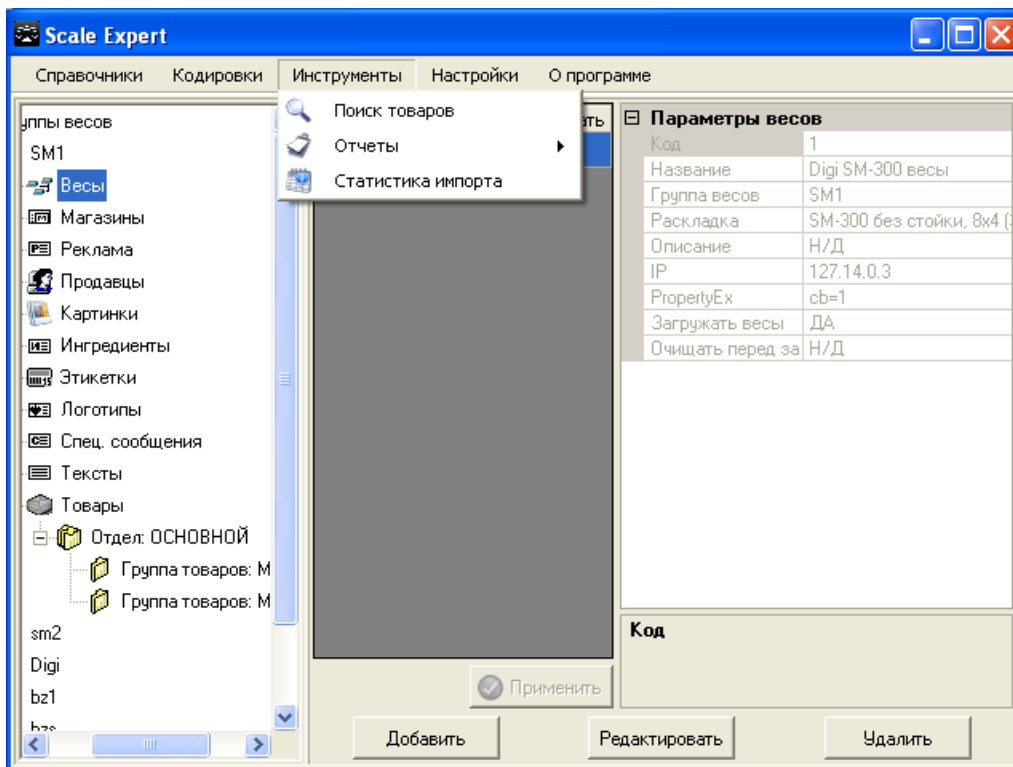 Scale Expert
Справочники Кодировки Инструменты Настройки О программе
Поиск товаров
Отчеты
Статистика импорта
уппы весов
SM1
Весы
Магазины
Реклама
Продавцы
Картинки
Ингредиенты
Этикетки
Логотипы
Спец. сообщения
Тексты
Товары
Отдел: ОСНОВНОЙ
Группа товаров: М
Группа товаров: М
sm2
Digi
bz1
ать
Параметры весов
Код 1
Название Digi SM-300 весы
Группа весов SM1
Раскладка SM-300 без стойки, 8x4 (
Описание Н/Д
IP 127.14.0.3
PropertyEx cb=1
Загружать весы ДА
Очищать перед за Н/Д
Код
Применить
Добавить Редактировать Удалить